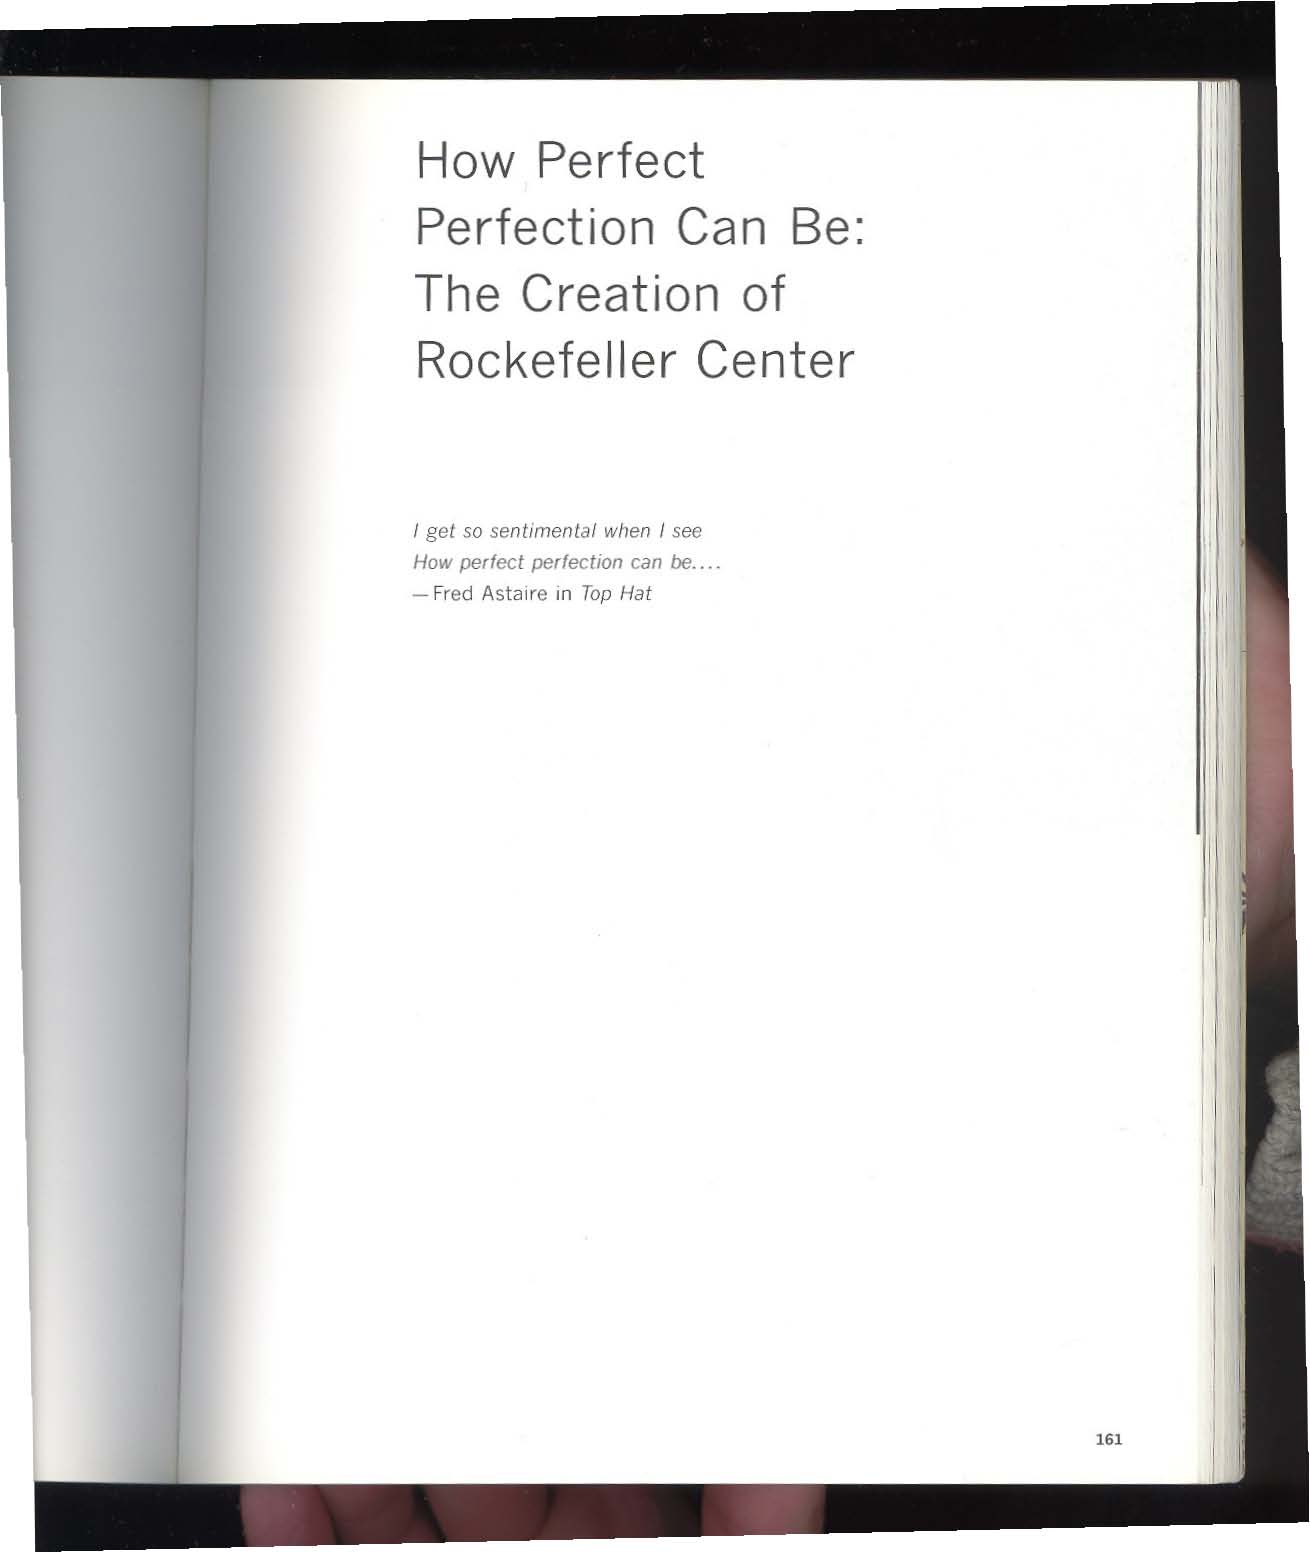 How Perfect
Perfection Can Be:
The Creation of
Rockefeller Center
I get so sentimental when I see
How perfect perfection can be....
—Fred Astaire in Top Hat
161